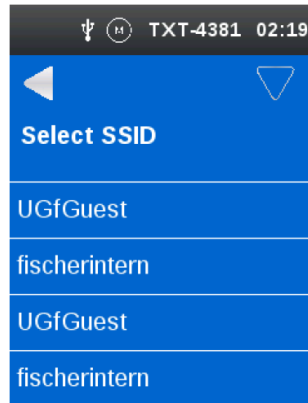 M TXT-4381 02:19
Select SSID
UGfGuest
fischerintern
UGfGuest
fischerintern